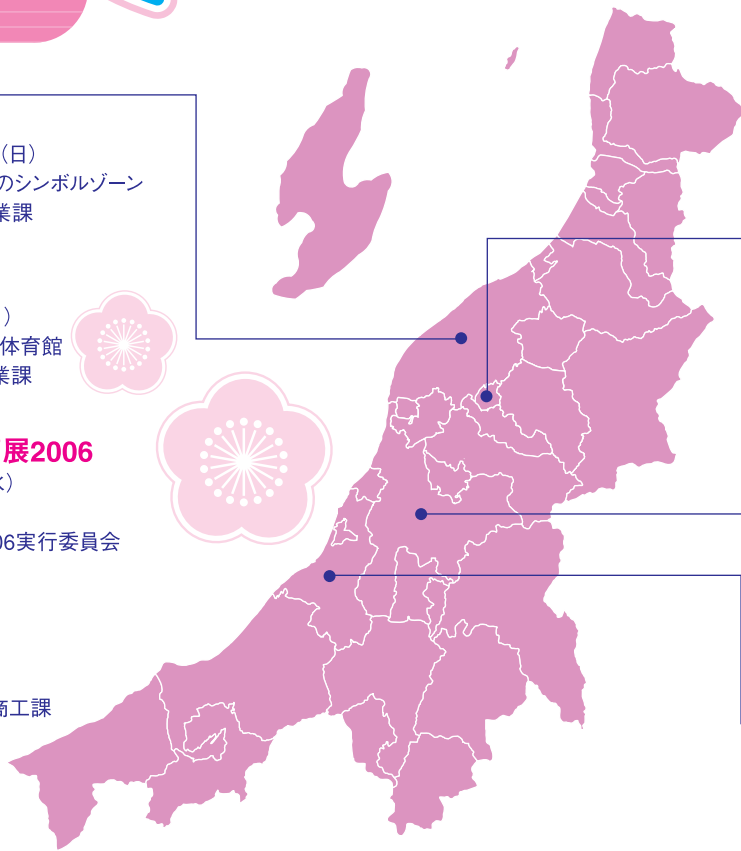 （日）
のシンボルゾーン
業課
）
体育館
業課
展2006
）
06実行委員会
商工課